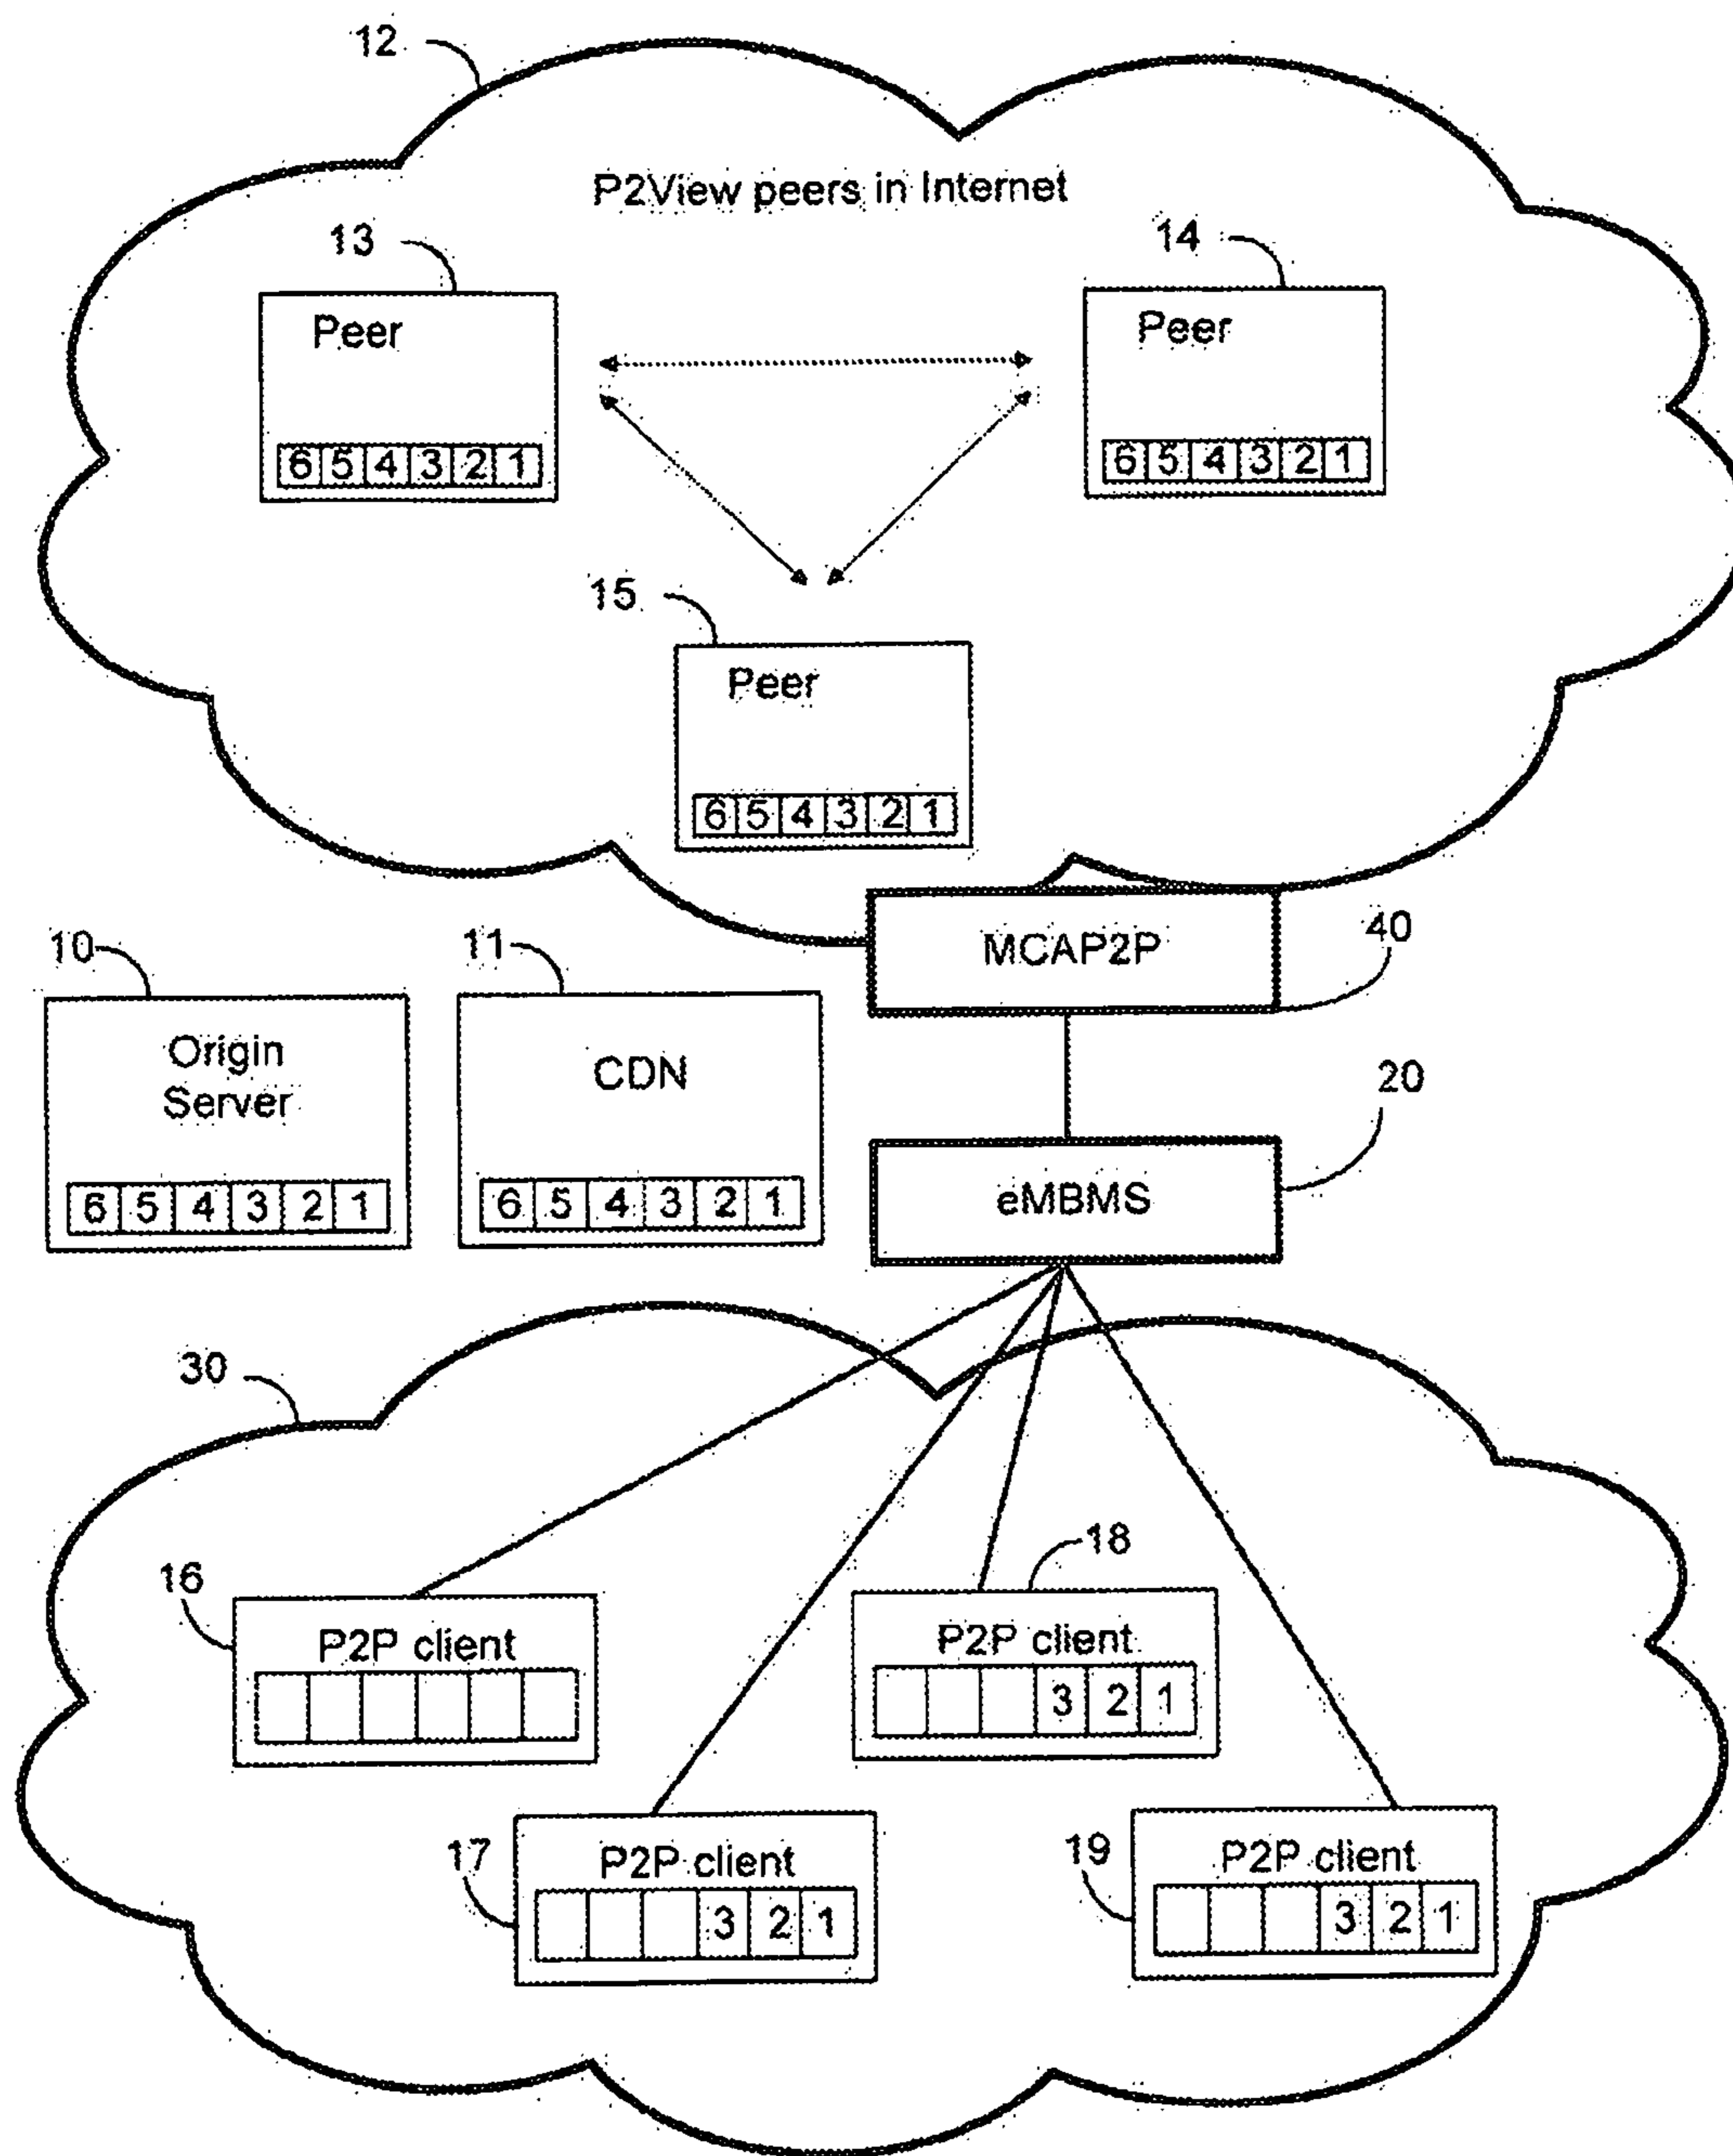 12
P2View peers in Internet
13
14
Peer
Peer
6 5 4 3 2 1
6 5 4 3 2 1
15
Peer
6 5 4 3 2 1
10
11
MCAP2P
40
Origin
Server
CDN
20
6 5 4 3 2 1
6 5 4 3 2 1
eMBMS
30
18
16
P2P client
P2P client
3 2 1
17
P2P client
19
P2P client
3 2 1
3 2 1